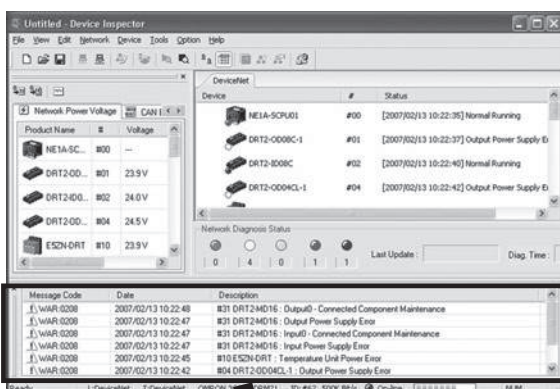 Untitled - Device Inspector
File View Edit Network Device Tools Option Help
Network Power Voltage CAN
Product Name # Voltage
NE1A-SC... #00 ---
DRT2-OD... #01 23.9 V
DRT2-ID0... #02 24.0 V
DRT2-OD... #04 24.5 V
ESZN-DRT #10 23.9 V
DeviceNet
Device # Status
NE1A-SCPU01 #00 [2007/02/13 10:22:35] Normal Running
DRT2-OD08C-1 #01 [2007/02/13 10:22:37] Output Power Supply E
DRT2-ID08C #02 [2007/02/13 10:22:40] Normal Running
DRT2-OD04CL-1 #04 [2007/02/13 10:22:42] Output Power Supply E
Network Diagnosis Status
0 4 0 1 1 Last Update : Diag. Time :
Message Code Date Description
WAR:0208 2007/02/13 10:22:48 #31 DRT2-MD16 : Output0 - Connected Component Maintenance
WAR:0208 2007/02/13 10:22:47 #31 DRT2-MD16 : Output Power Supply Error
WAR:0208 2007/02/13 10:22:47 #31 DRT2-MD16 : Input0 - Connected Component Maintenance
WAR:0208 2007/02/13 10:22:47 #31 DRT2-MD16 : Input Power Supply Error
WAR:0208 2007/02/13 10:22:45 #10 ESZN-DRT : Temperature Unit Power Error
WAR:0208 2007/02/13 10:22:42 #04 DRT2-OD04CL-1 : Output Power Supply Error
Ready DeviceNet T:DeviceNet OMRON 500K Bit/s On-line NUM